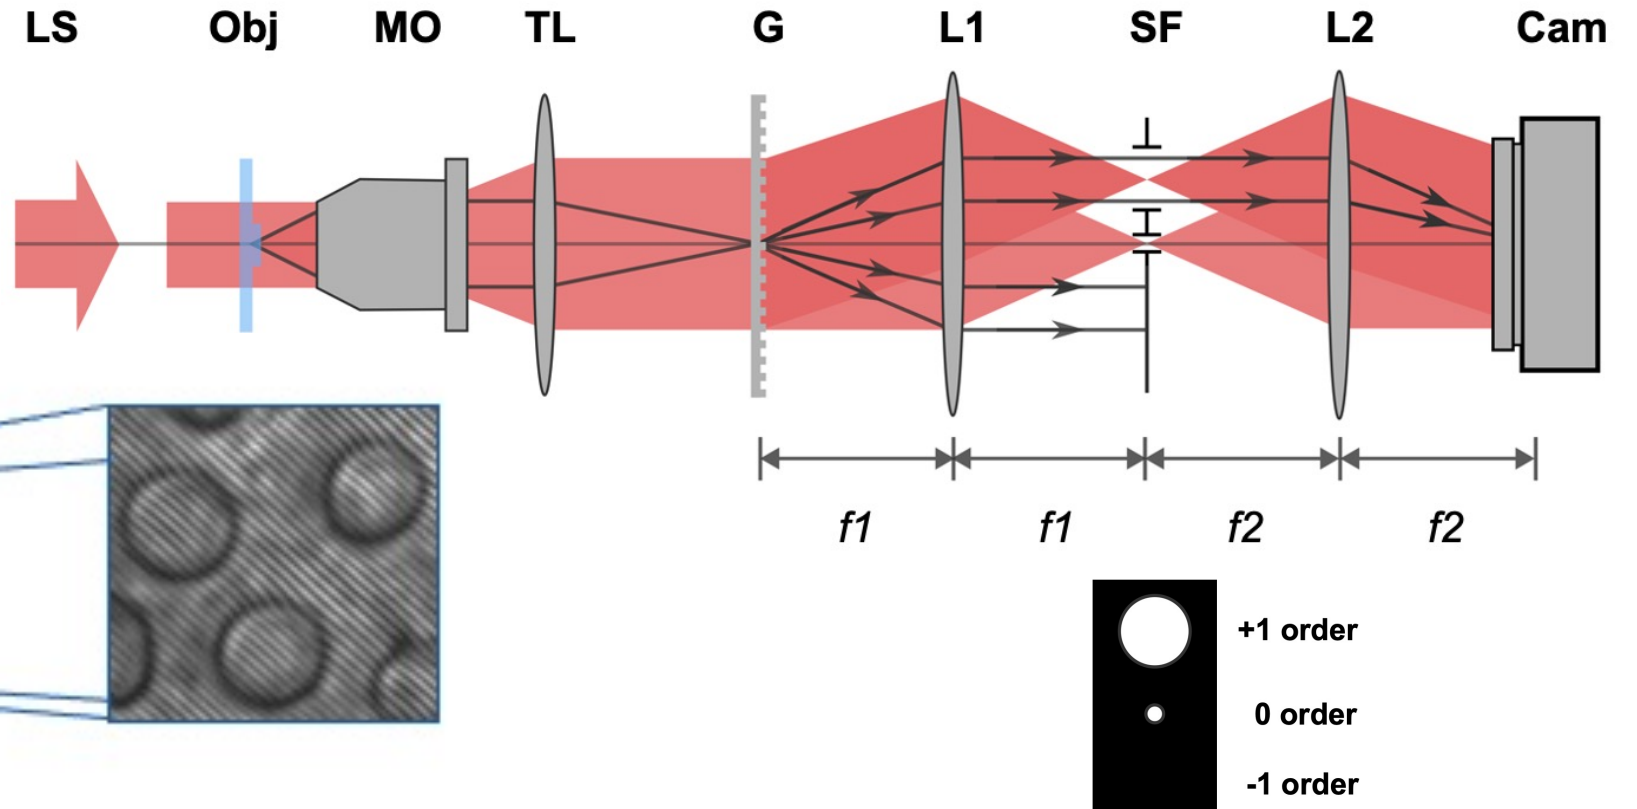 LS Obj MO TL G L1 SF L2 Cam
f1 f1 f2 f2
+1 order
0 order
-1 order